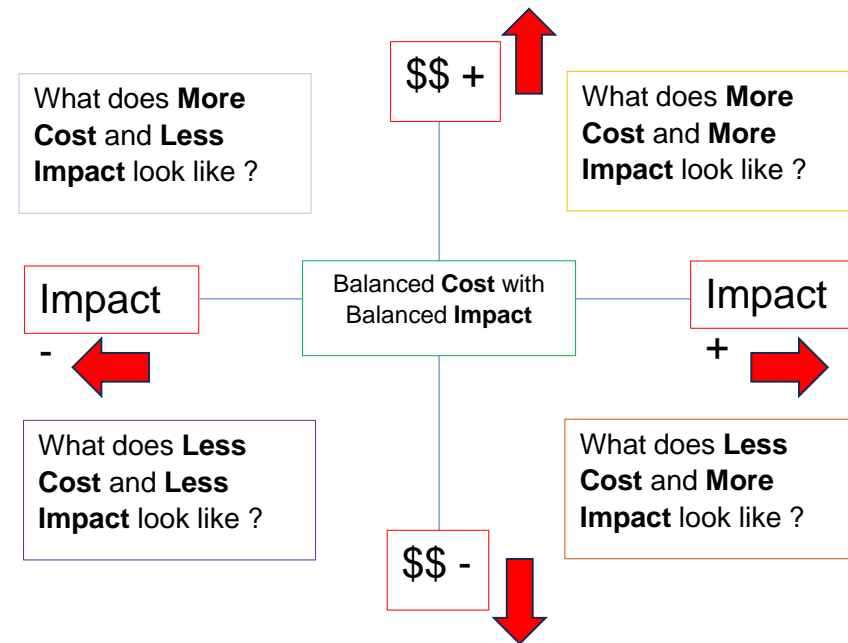 $$ +
What does More
Cost and Less
Impact look like ?
What does More
Cost and More
Impact look like ?
Impact
-
Balanced Cost with
Balanced Impact
Impact
+
What does Less
Cost and Less
Impact look like ?
What does Less
Cost and More
Impact look like ?
$$ -